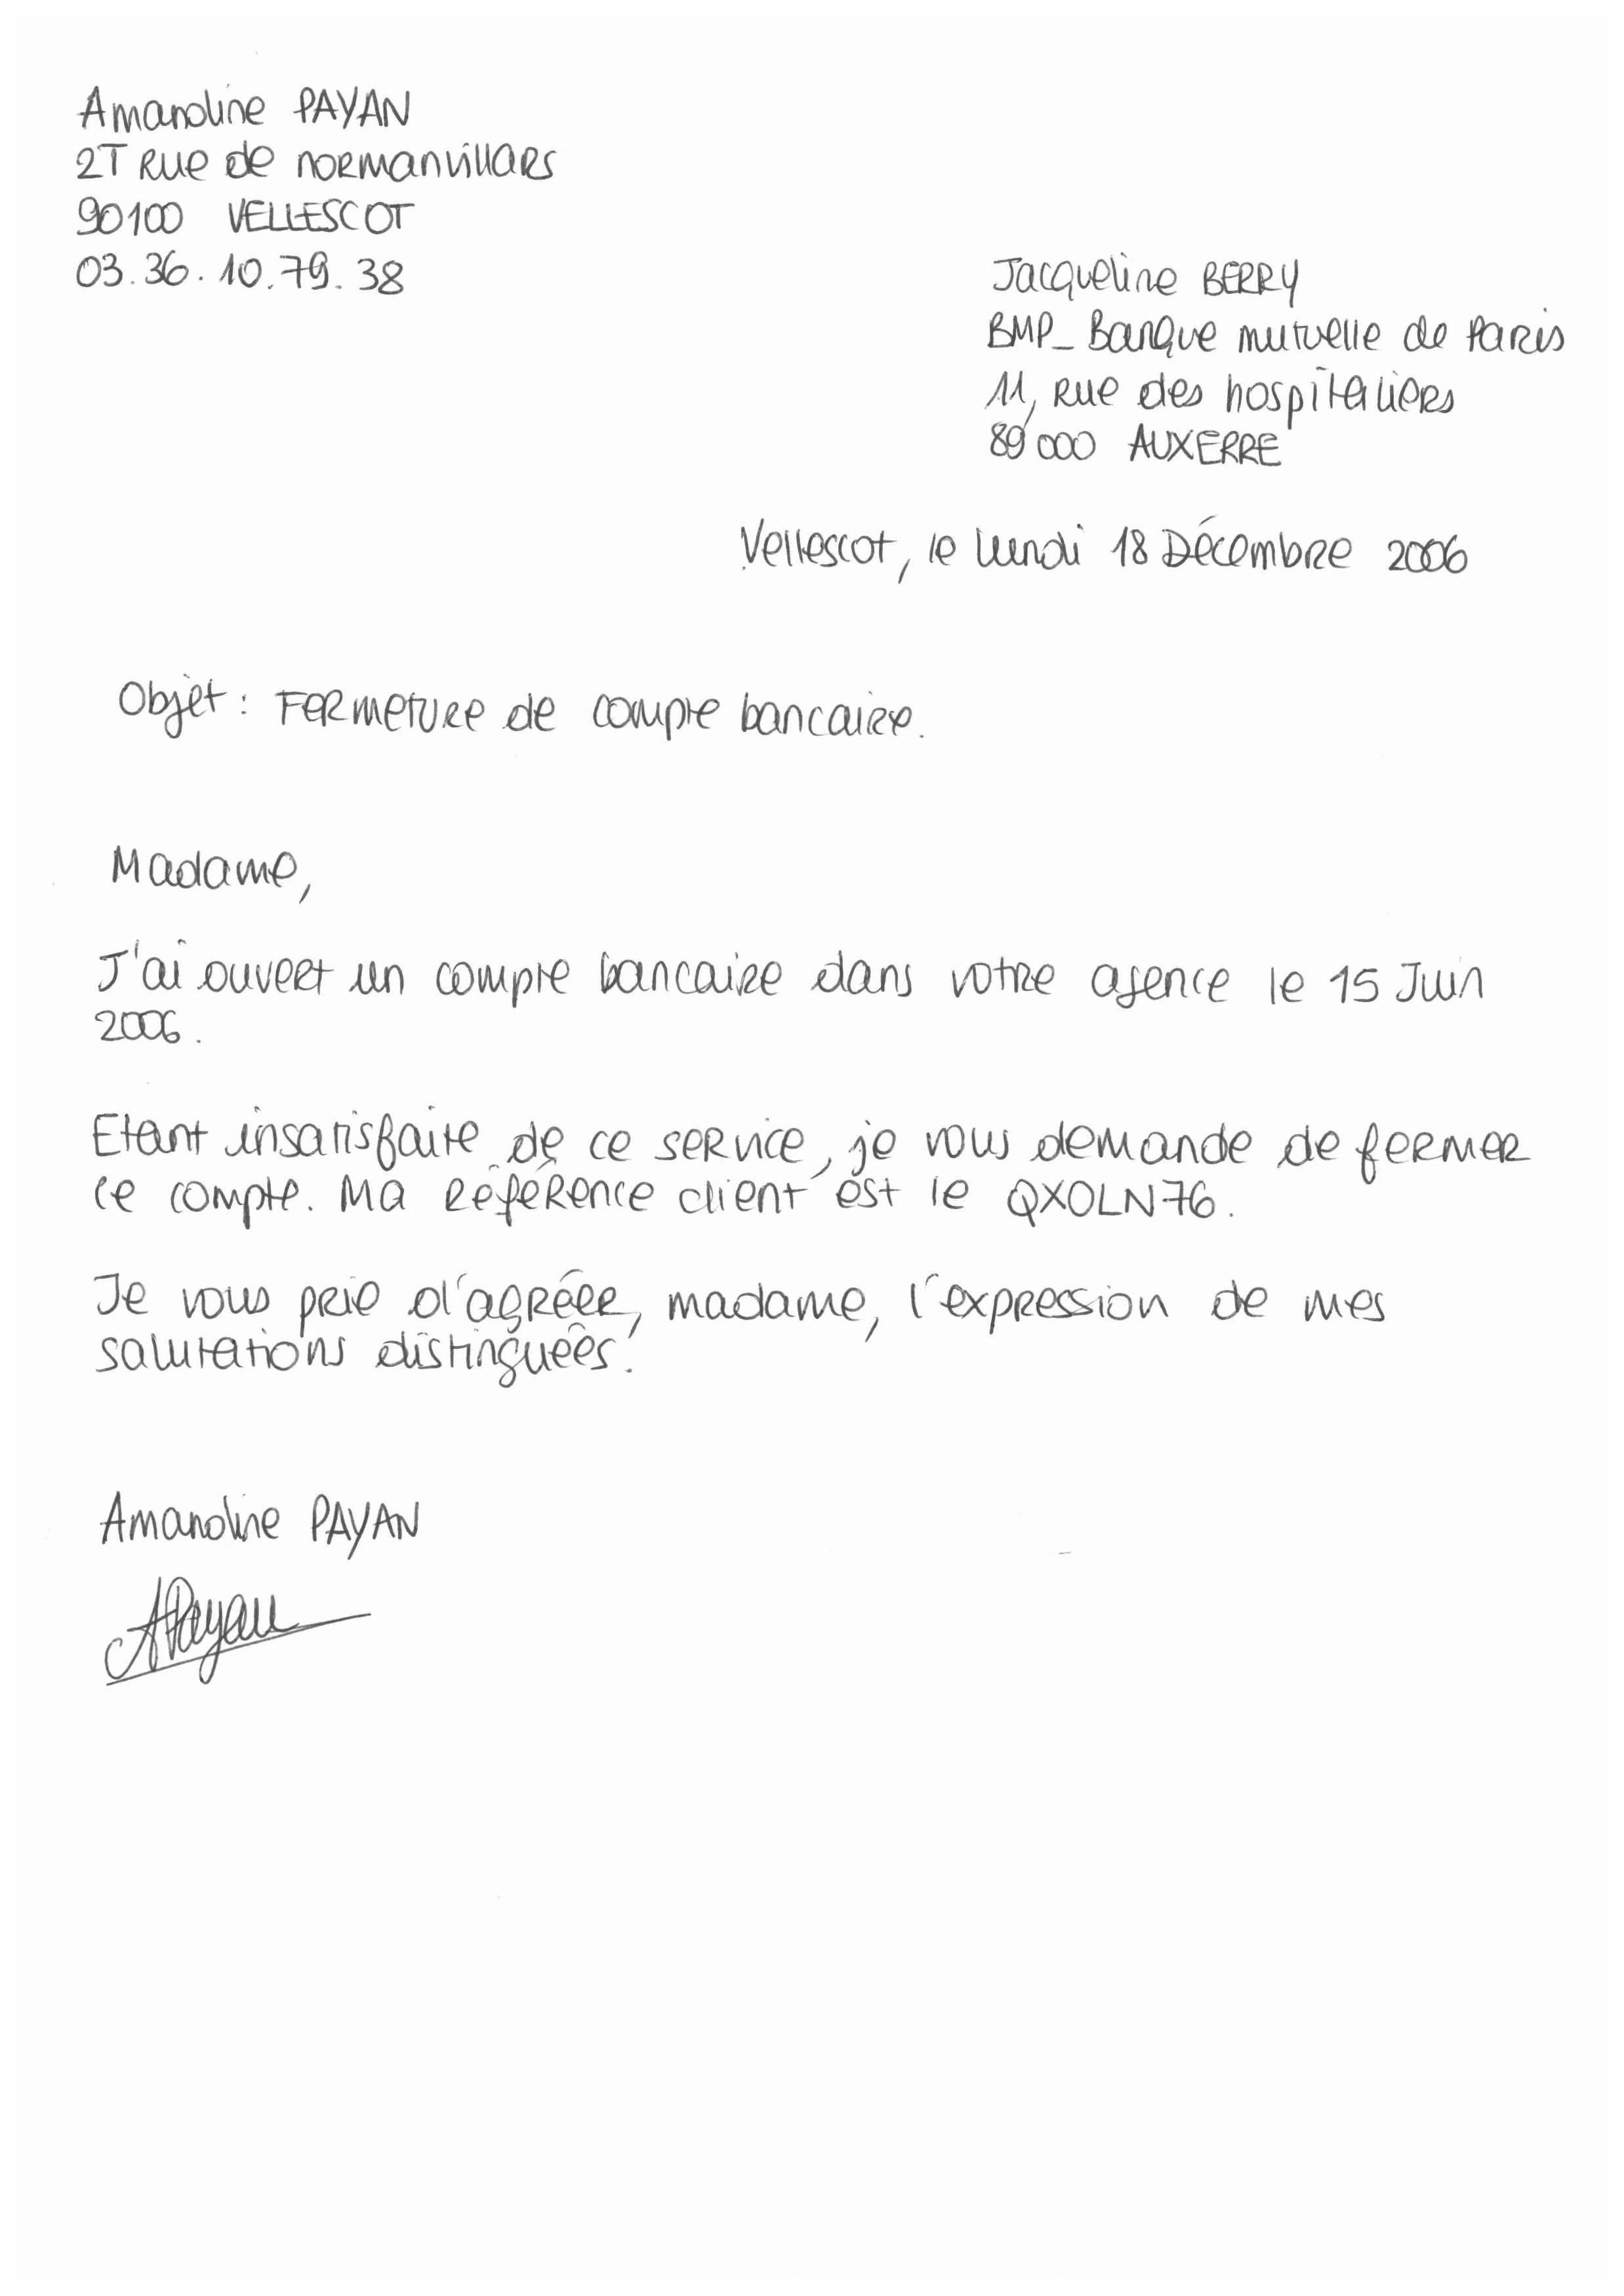 Amandine PAYAN
2T Rue de normanvillars
90100 VELLESCOT
03.36.10.79.38
Jacqueline BERRY
BMP_ Banque mutuelle de Paris
11, Rue des hospitaliers
89000 AUXERRE
Vellescot, le lundi 18 Décembre 2006
Objet : Fermeture de compte bancaire.
Madame,
J'ai ouvert un compte bancaire dans votre agence le 15 Juin
2006.
Etant insatisfaite de ce service, je vous demande de fermer
ce compte. Ma référence client est le QXOLN76.
Je vous prie d'agréer, madame, l'expression de mes
salutations distinguées.
Amandine PAYAN
APayan